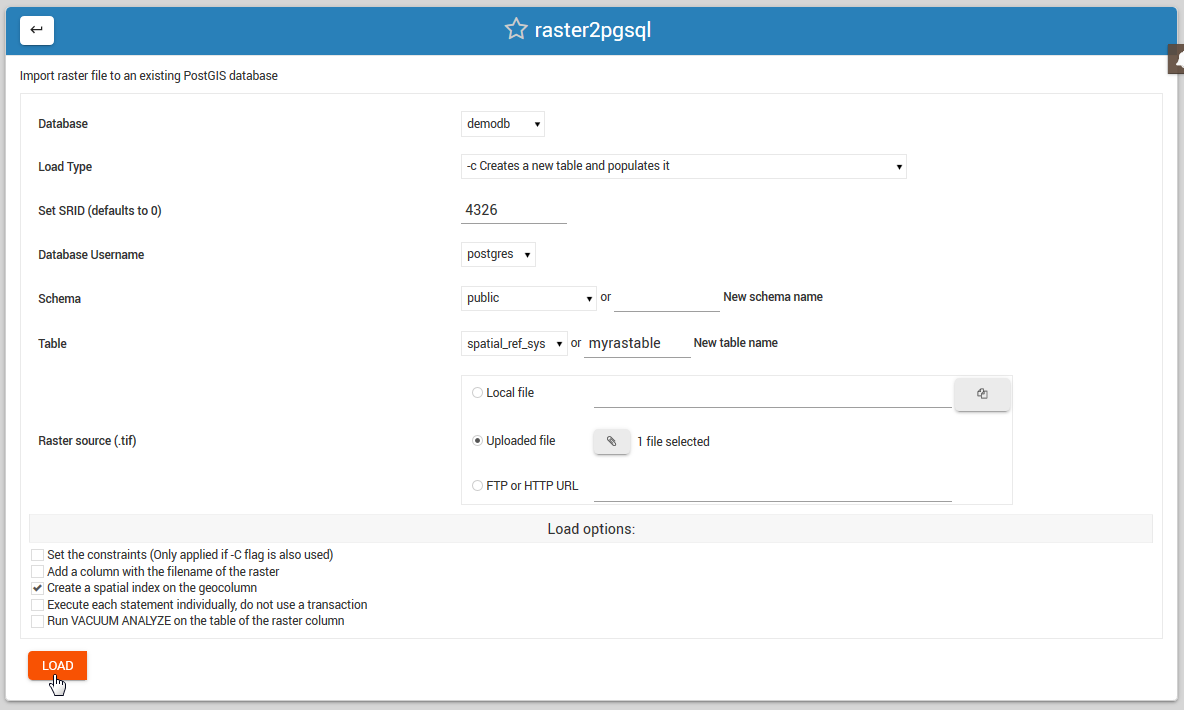 raster2pgsql
Import raster file to an existing PostGIS database
Database demodb
Load Type -c Creates a new table and populates it
Set SRID (defaults to 0) 4326
Database Username postgres
Schema public or New schema name
Table spatial_ref_sys or myrastable New table name
Local file
Raster source (.tif) Uploaded file 1 file selected
FTP or HTTP URL
Load options:
Set the constraints (Only applied if -C flag is also used)
Add a column with the filename of the raster
Create a spatial index on the geocolumn
Execute each statement individually, do not use a transaction
Run VACUUM ANALYZE on the table of the raster column
LOAD